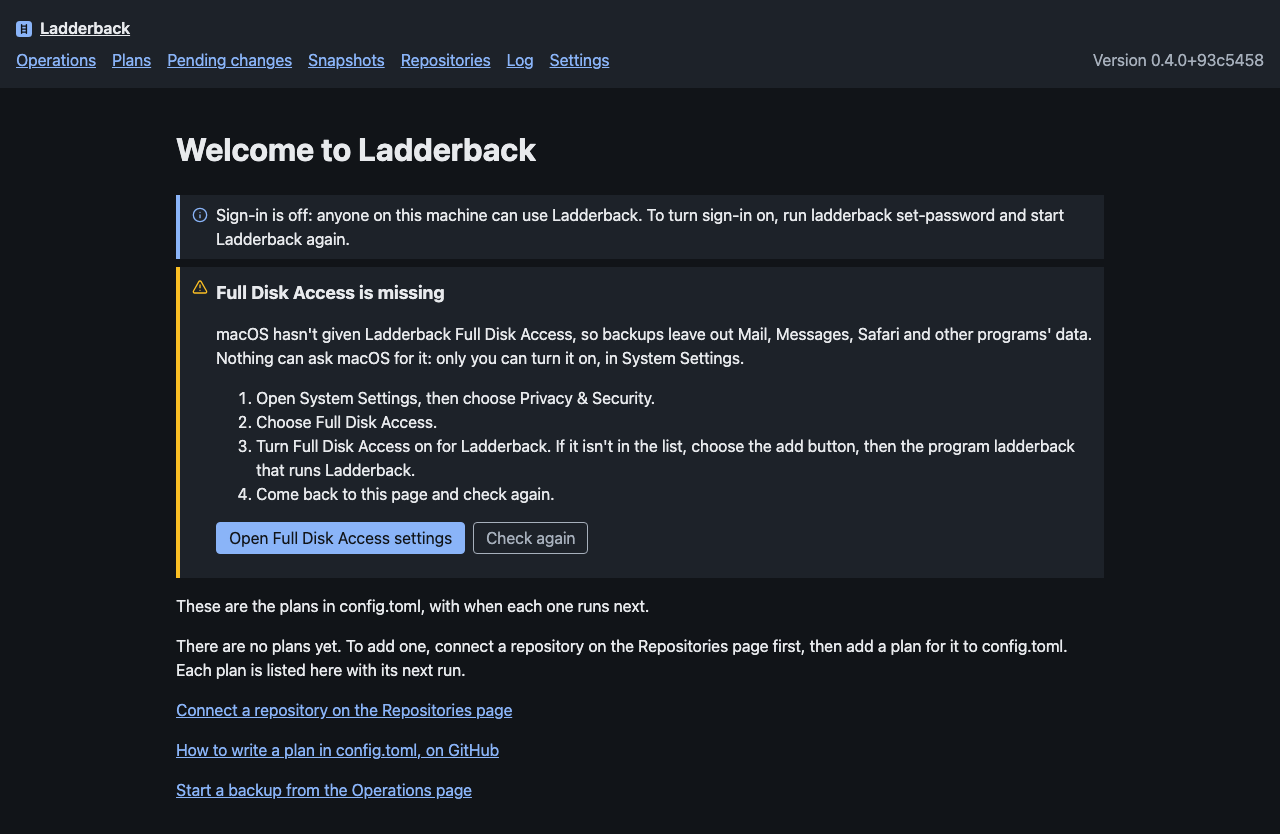 Ladderback
Operations Plans Pending changes Snapshots Repositories Log Settings Version 0.4.0+93c5458
Welcome to Ladderback
Sign-in is off: anyone on this machine can use Ladderback. To turn sign-in on, run ladderback set-password and start
Ladderback again.
Full Disk Access is missing
macOS hasn't given Ladderback Full Disk Access, so backups leave out Mail, Messages, Safari and other programs' data.
Nothing can ask macOS for it: only you can turn it on, in System Settings.
1. Open System Settings, then choose Privacy & Security.
2. Choose Full Disk Access.
3. Turn Full Disk Access on for Ladderback. If it isn't in the list, choose the add button, then the program ladderback
that runs Ladderback.
4. Come back to this page and check again.
Open Full Disk Access settings Check again
These are the plans in config.toml, with when each one runs next.
There are no plans yet. To add one, connect a repository on the Repositories page first, then add a plan for it to config.toml.
Each plan is listed here with its next run.
Connect a repository on the Repositories page
How to write a plan in config.toml, on GitHub
Start a backup from the Operations page